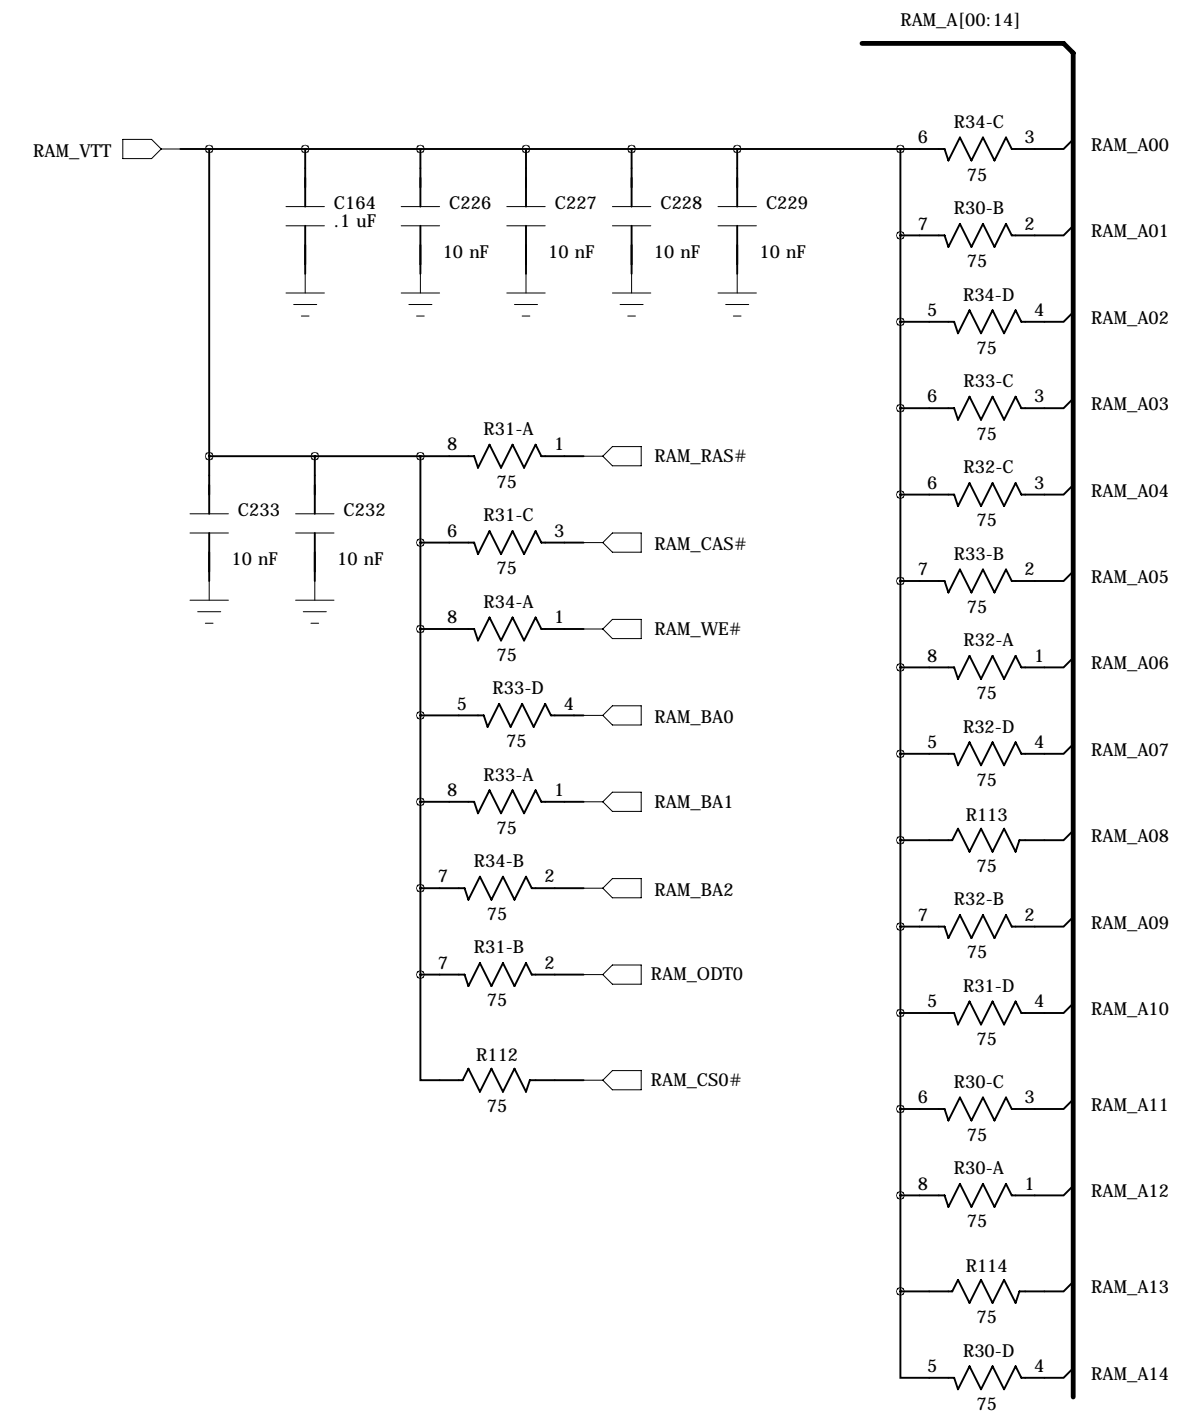 RAM_A[00:14]
RAM_VTT
C164
.1 uF
C226
10 nF
C227
10 nF
C228
10 nF
C229
10 nF
6 R34-C 3 RAM_A00
75
7 R30-B 2 RAM_A01
75
5 R34-D 4 RAM_A02
75
6 R33-C 3 RAM_A03
75
6 R32-C 3 RAM_A04
75
7 R33-B 2 RAM_A05
75
8 R32-A 1 RAM_A06
75
5 R32-D 4 RAM_A07
75
R113 RAM_A08
75
7 R32-B 2 RAM_A09
75
5 R31-D 4 RAM_A10
75
6 R30-C 3 RAM_A11
75
8 R30-A 1 RAM_A12
75
R114 RAM_A13
75
5 R30-D 4 RAM_A14
75
C233
10 nF
C232
10 nF
8 R31-A 1 RAM_RAS#
75
6 R31-C 3 RAM_CAS#
75
8 R34-A 1 RAM_WE#
75
5 R33-D 4 RAM_BA0
75
8 R33-A 1 RAM_BA1
75
7 R34-B 2 RAM_BA2
75
7 R31-B 2 RAM_ODT0
75
R112 RAM_CS0#
75